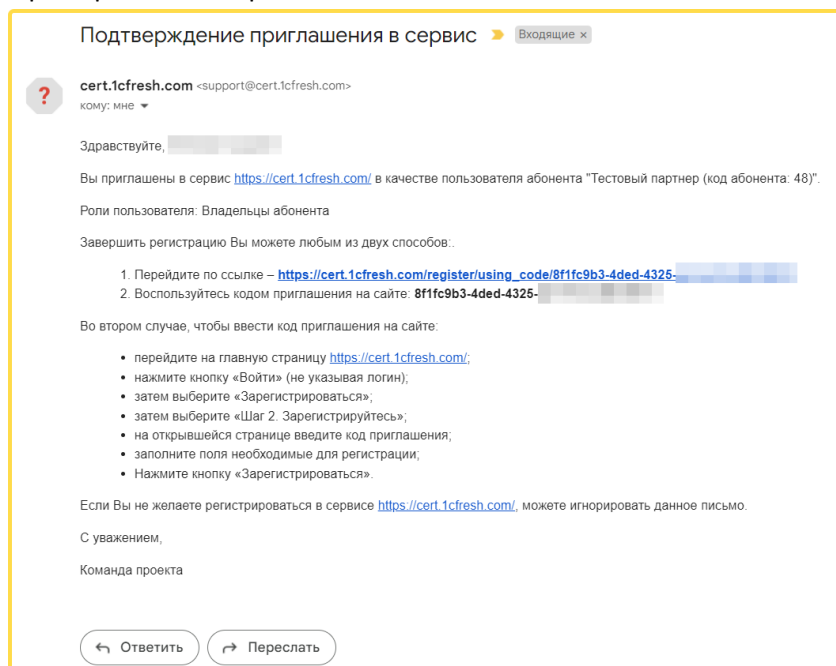 Подтверждение приглашения в сервис
Входящие ×
cert.1cfresh.com <support@cert.1cfresh.com>
кому: мне
Здравствуйте,
Вы приглашены в сервис https://cert.1cfresh.com/ в качестве пользователя абонента "Тестовый партнер (код абонента: 48)".
Роли пользователя: Владельцы абонента
Завершить регистрацию Вы можете любым из двух способов:.
1. Перейдите по ссылке – https://cert.1cfresh.com/register/using_code/8f1fc9b3-4ded-4325-
2. Воспользуйтесь кодом приглашения на сайте: 8f1fc9b3-4ded-4325-
Во втором случае, чтобы ввести код приглашения на сайте:
• перейдите на главную страницу https://cert.1cfresh.com/;
• нажмите кнопку «Войти» (не указывая логин);
• затем выберите «Зарегистрироваться»;
• затем выберите «Шаг 2. Зарегистрируйтесь»;
• на открывшейся странице введите код приглашения;
• заполните поля необходимые для регистрации;
• Нажмите кнопку «Зарегистрироваться».
Если Вы не желаете регистрироваться в сервисе https://cert.1cfresh.com/, можете игнорировать данное письмо.
С уважением,
Команда проекта
Ответить
Переслать